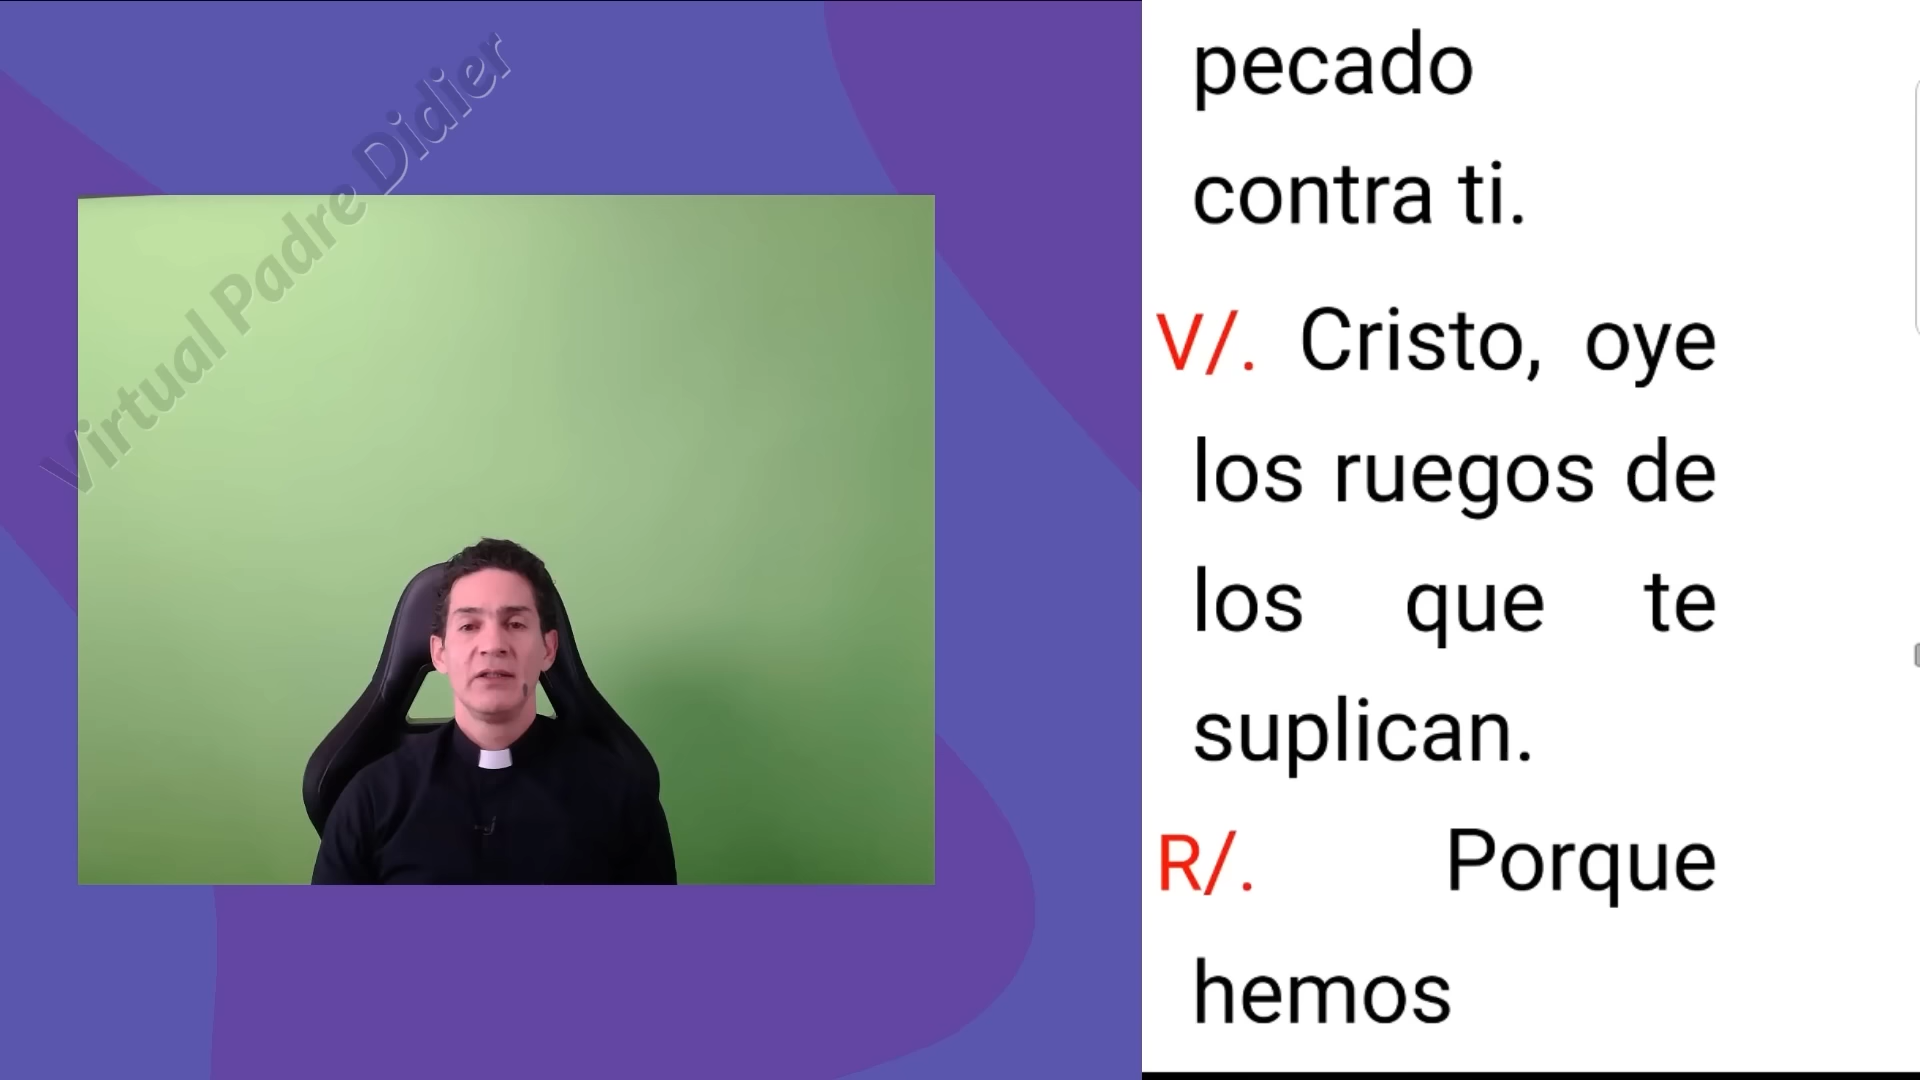 Virtual Padre Didier
pecado
contra ti.
V/. Cristo, oye
los ruegos de
los que te
suplican.
R/. Porque
hemos